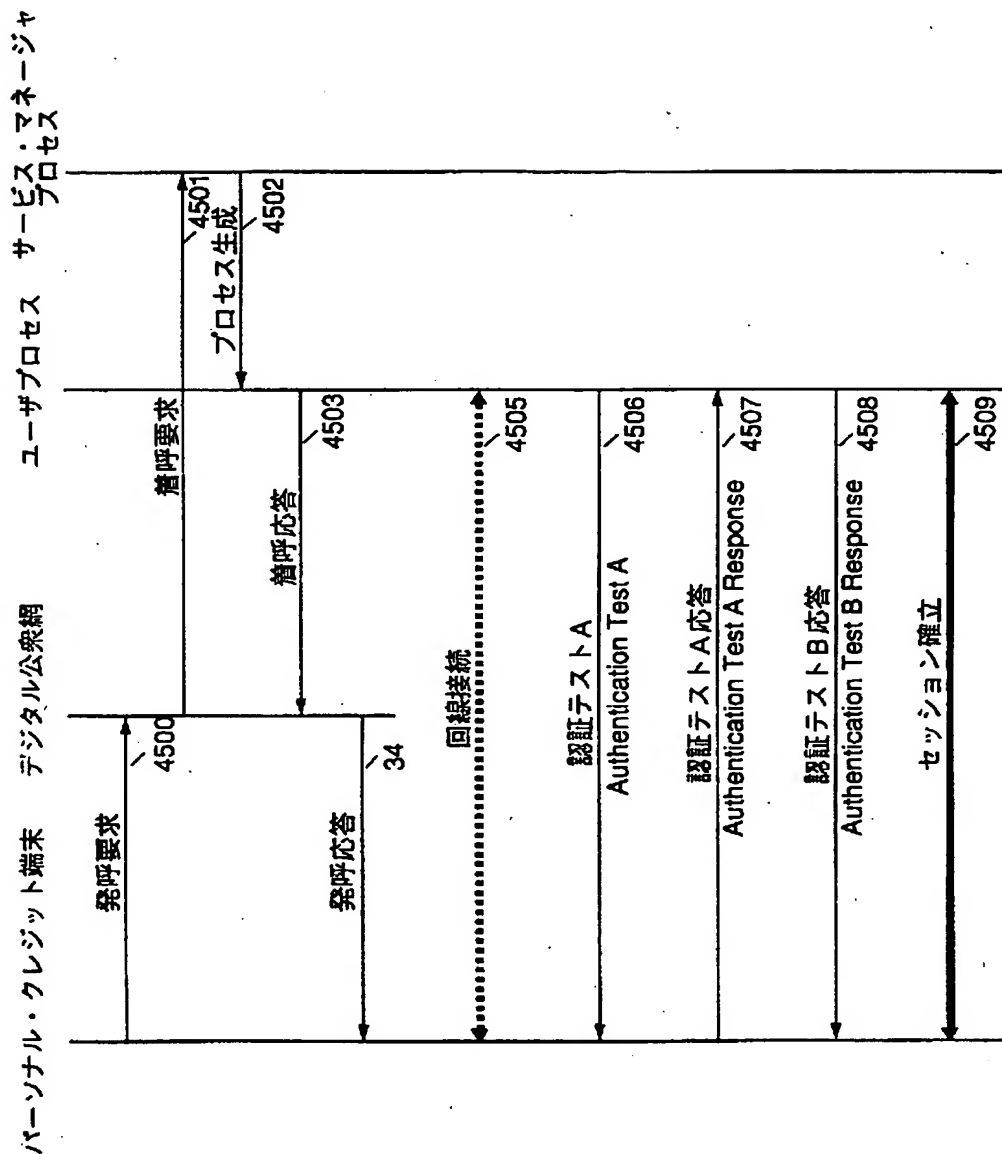 パーソナル・クレジット端末
デジタル公衆網
ユーザプロセス
サービス・マネージャ
プロセス
発呼要求
4500
着呼要求
4501
プロセス生成
4502
着呼応答
4503
発呼応答
34
回線接続
4505
認証テストA
Authentication Test A
4506
認証テストA応答
Authentication Test A Response
4507
認証テストB応答
Authentication Test B Response
4508
セッション確立
4509